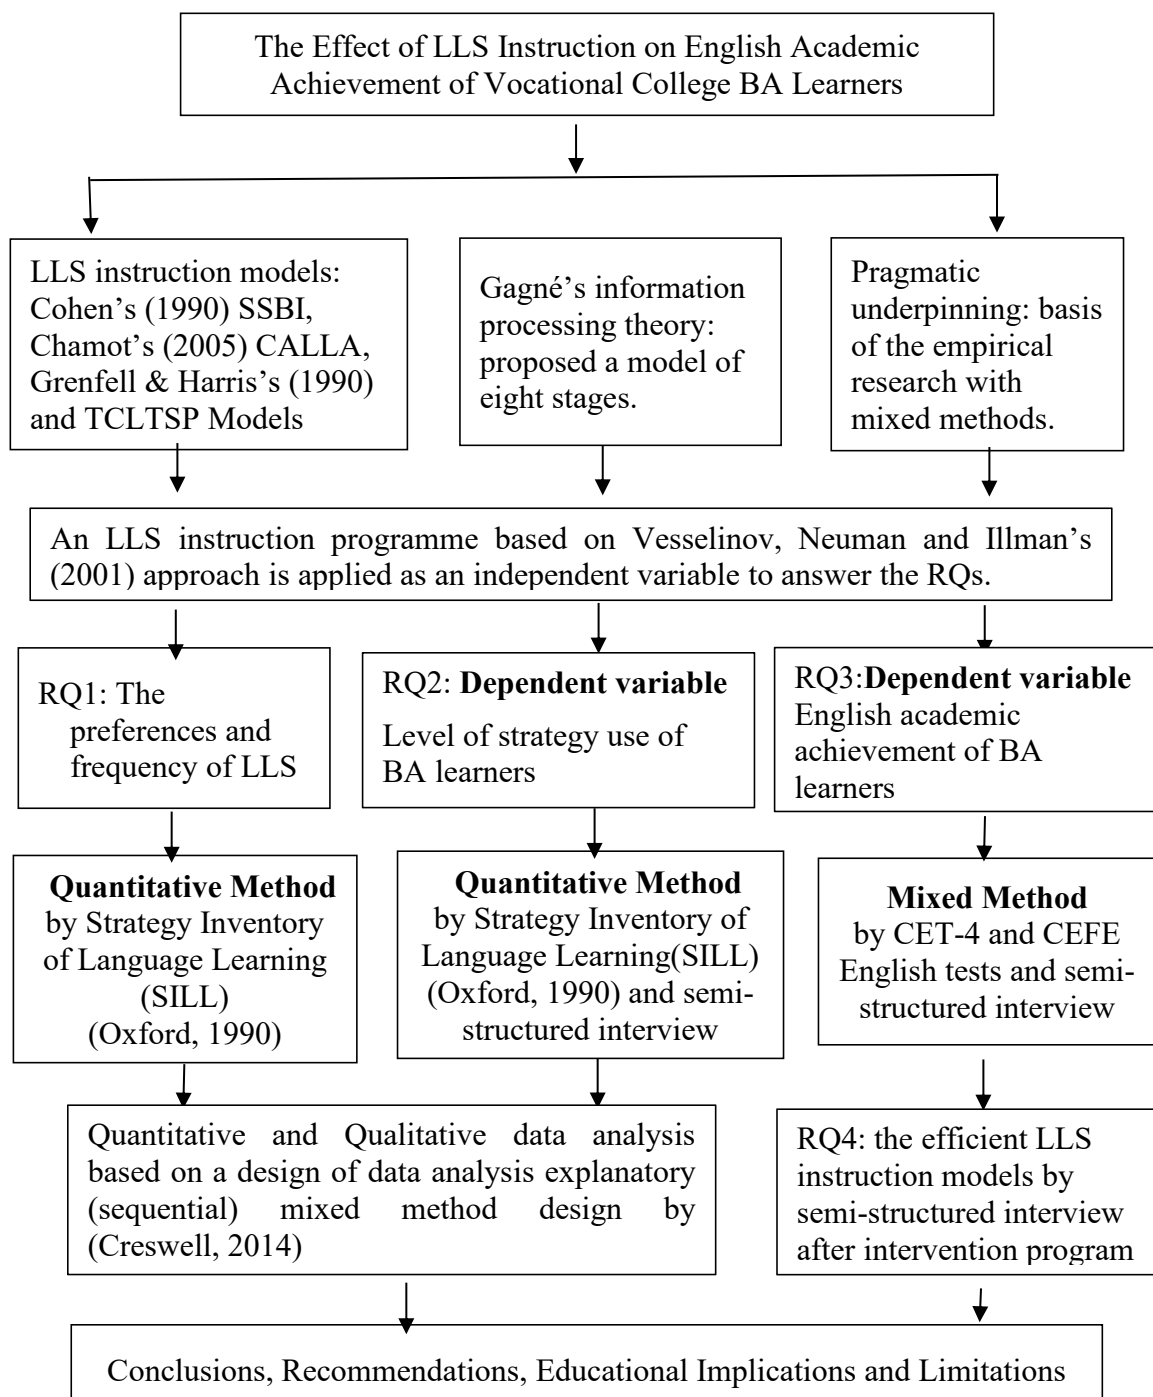 The Effect of LLS Instruction on English Academic
Achievement of Vocational College BA Learners
LLS instruction models:
Cohen's (1990) SSBI,
Chamot's (2005) CALLA,
Grenfell & Harris's (1990)
and TCLTSP Models
Gagné's information
processing theory:
proposed a model of
eight stages.
Pragmatic
underpinning: basis
of the empirical
research with
mixed methods.
An LLS instruction programme based on Vesselinov, Neuman and Illman's
(2001) approach is applied as an independent variable to answer the RQs.
RQ1: The
preferences and
frequency of LLS
RQ2: Dependent variable
Level of strategy use of
BA learners
RQ3:Dependent variable
English academic
achievement of BA
learners
Quantitative Method
by Strategy Inventory
of Language Learning
(SILL)
(Oxford, 1990)
Quantitative Method
by Strategy Inventory of
Language Learning(SILL)
(Oxford, 1990) and semi-
structured interview
Mixed Method
by CET-4 and CEFE
English tests and semi-
structured interview
Quantitative and Qualitative data analysis
based on a design of data analysis explanatory
(sequential) mixed method design by
(Creswell, 2014)
RQ4: the efficient LLS
instruction models by
semi-structured interview
after intervention program
Conclusions, Recommendations, Educational Implications and Limitations